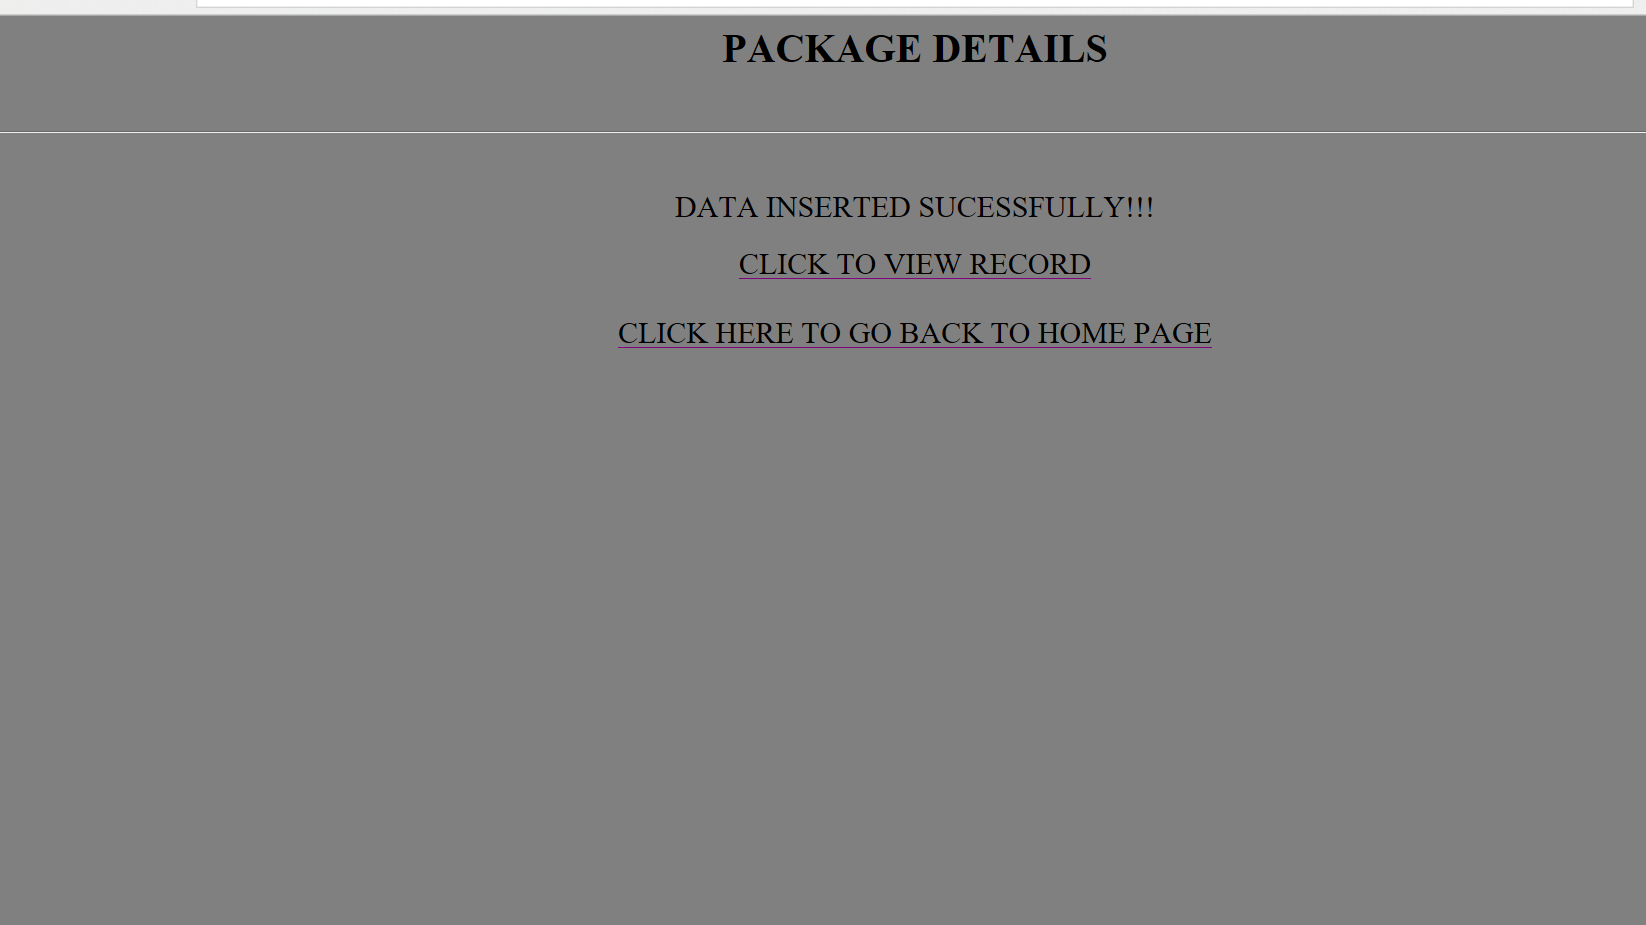 PACKAGE DETAILS
DATA INSERTED SUCESSFULLY!!!
CLICK TO VIEW RECORD
CLICK HERE TO GO BACK TO HOME PAGE